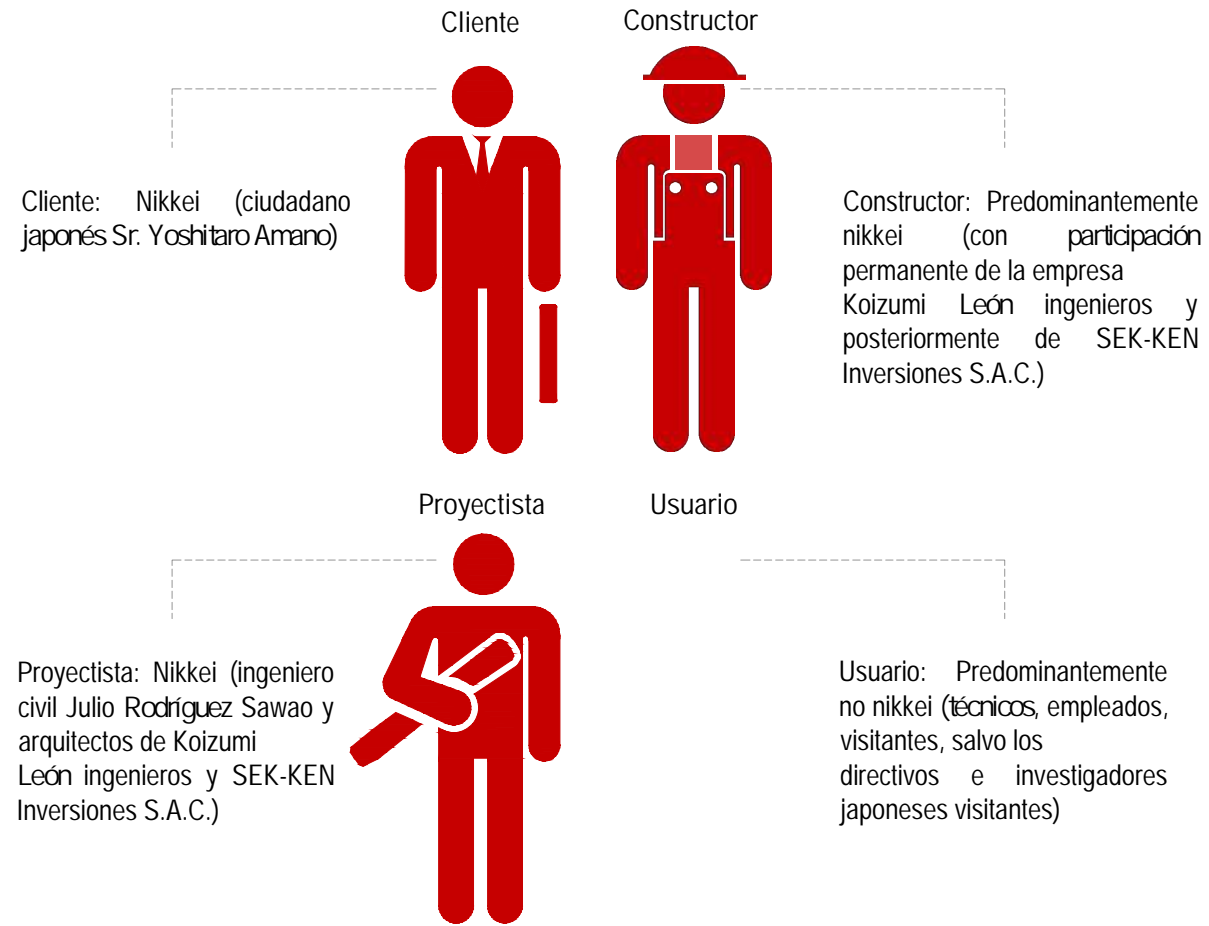 Cliente
Constructor
Cliente: Nikkei (ciudadano
japonés Sr. Yoshitaro Amano)
Constructor: Predominantemente
nikkei (con participación
permanente de la empresa
Koizumi León ingenieros y
posteriormente de SEK-KEN
Inversiones S.A.C.)
Proyectista
Usuario
Proyectista: Nikkei (ingeniero
civil Julio Rodríguez Sawao y
arquitectos de Koizumi
León ingenieros y SEK-KEN
Inversiones S.A.C.)
Usuario: Predominantemente
no nikkei (técnicos, empleados,
visitantes, salvo los
directivos e investigadores
japoneses visitantes)